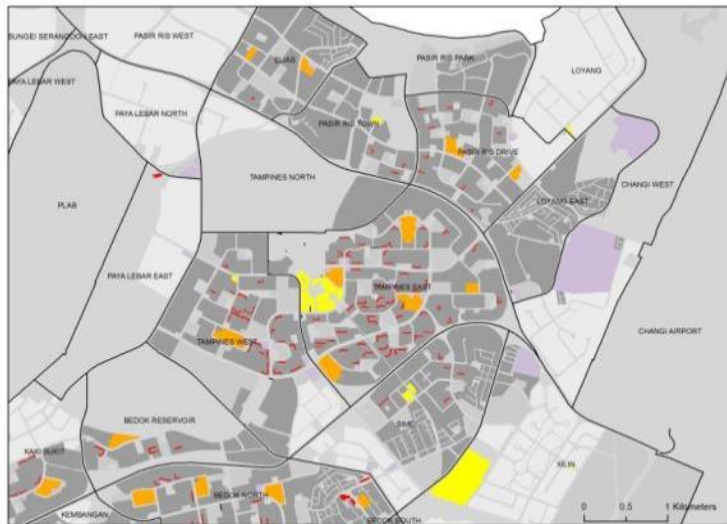 SUNGEI SERANGOON EAST
PASIR RIS WEST
PASIR RIS PARK
ELIAS
LOYANG
PAYA LEBAR WEST
PAYA LEBAR NORTH
PASIR RIS TOWN
PASIR RIS DRIVE
TAMPINES NORTH
CHANGI WEST
LOYANG EAST
PLAB
PAYA LEBAR EAST
TAMPINES EAST
CHANGI AIRPORT
TAMPINES WEST
BEDOK RESERVOIR
SIMEI
KAKI BUKIT
XILIN
BEDOK NORTH
KEMBANGAN
BEDOK SOUTH
0 0.5 1 Kilometers